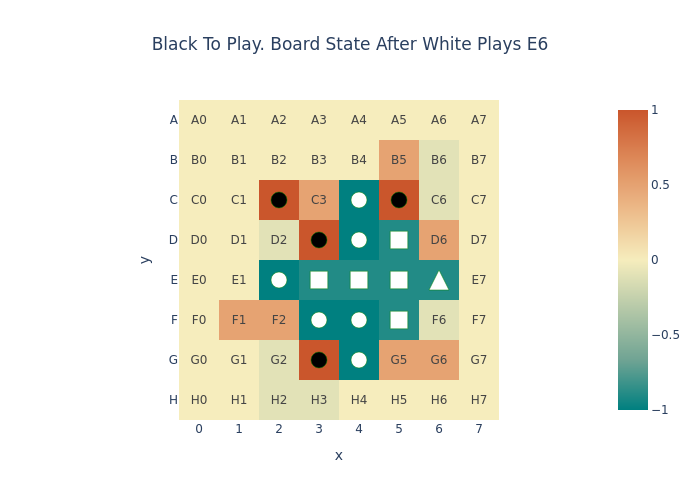 Black To Play. Board State After White Plays E6
A A0 A1 A2 A3 A4 A5 A6 A7 1
B B0 B1 B2 B3 B4 B5 B6 B7
C C0 C1 C3 C6 C7 0.5
D D0 D1 D2 D6 D7
y E E0 E1 E7 0
F F0 F1 F2 F6 F7 −0.5
G G0 G1 G2 G5 G6 G7
H H0 H1 H2 H3 H4 H5 H6 H7 −1
0 1 2 3 4 5 6 7
x